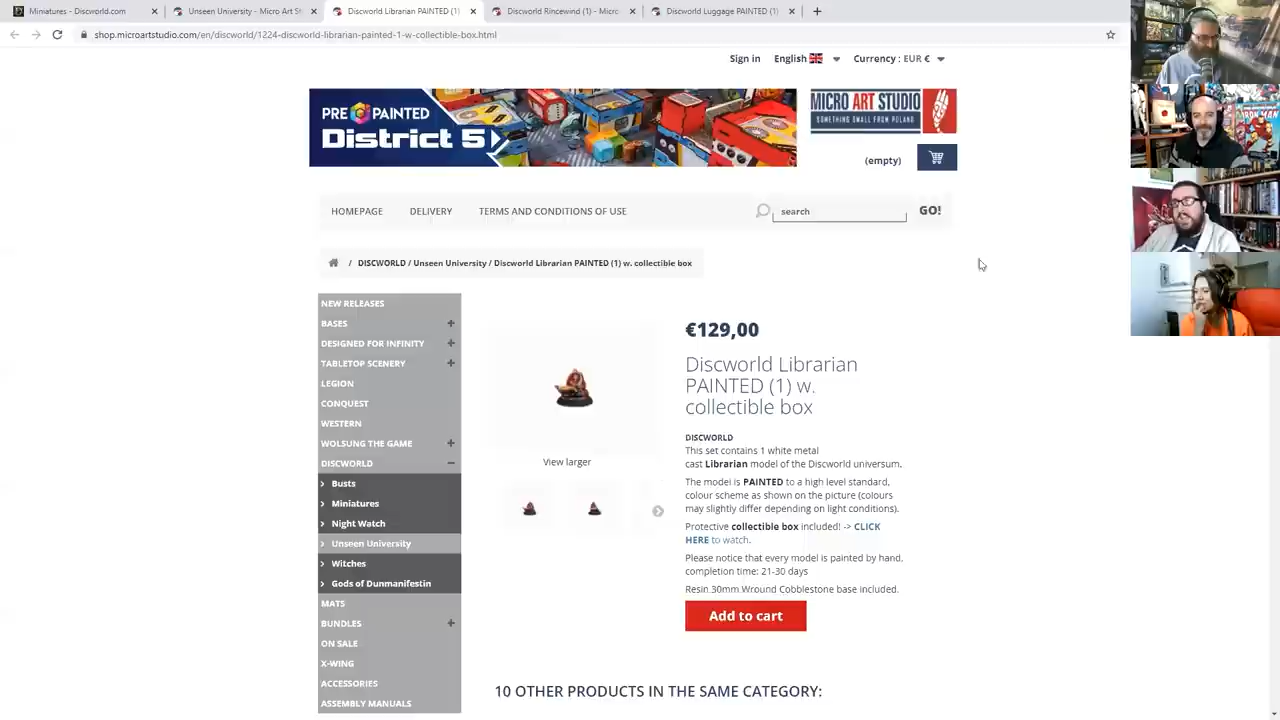 Miniatures - Discworld.com
Unseen University - Micro Art St
Discworld Librarian PAINTED (1)
Discworld Rincewind (1) - Micro
Discworld Luggage PAINTED (1)
shop.microartstudio.com/en/discworld/1224-discworld-librarian-painted-1-w-collectible-box.html
Sign in
English
Currency : EUR €
PRE PAINTED
District 5
MICRO ART STUDIO
SOMETHING SMALL FROM POLAND
(empty)
HOMEPAGE
DELIVERY
TERMS AND CONDITIONS OF USE
search
GO!
/ DISCWORLD / Unseen University / Discworld Librarian PAINTED (1) w. collectible box
NEW RELEASES
BASES
DESIGNED FOR INFINITY
TABLETOP SCENERY
LEGION
CONQUEST
WESTERN
WOLSUNG THE GAME
DISCWORLD
Busts
Miniatures
Night Watch
Unseen University
Witches
Gods of Dunmanifestin
MATS
BUNDLES
ON SALE
X-WING
ACCESSORIES
ASSEMBLY MANUALS
View larger
€129,00
Discworld Librarian
PAINTED (1) w.
collectible box
DISCWORLD
This set contains 1 white metal
cast Librarian model of the Discworld universum.
The model is PAINTED to a high level standard,
colour scheme as shown on the picture (colours
may slightly differ depending on light conditions).
Protective collectible box included! -> CLICK
HERE to watch.
Please notice that every model is painted by hand,
completion time: 21-30 days
Resin 30mm Wround Cobblestone base included.
Add to cart
10 OTHER PRODUCTS IN THE SAME CATEGORY:
IRON MAN